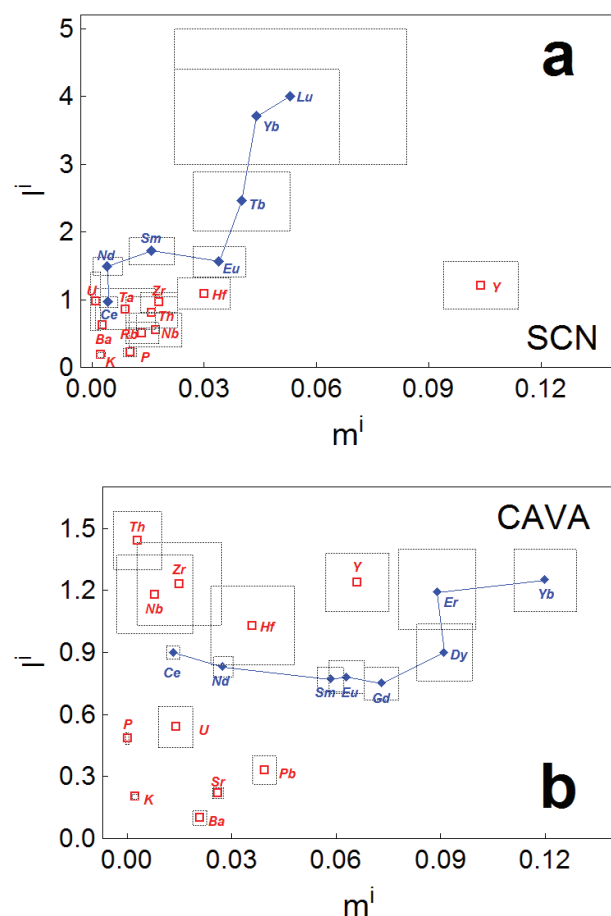 a
5
4
3
2
1
0
I^i
Lu
Yb
Tb
Sm
Nd
Eu
U
Ta
Zr
Hf
Y
Ce
Th
Ba
Rb
Nb
K
P
SCN
0.00
0.03
0.06
0.09
0.12
m^i
CAVA
1.5
1.2
0.9
0.6
0.3
0.0
I^i
Th
Zr
Nb
Y
Er
Yb
Hf
Ce
Nd
Sm
Eu
Gd
Dy
P
U
Pb
K
Sr
Ba
b
0.00
0.03
0.06
0.09
0.12
m^i